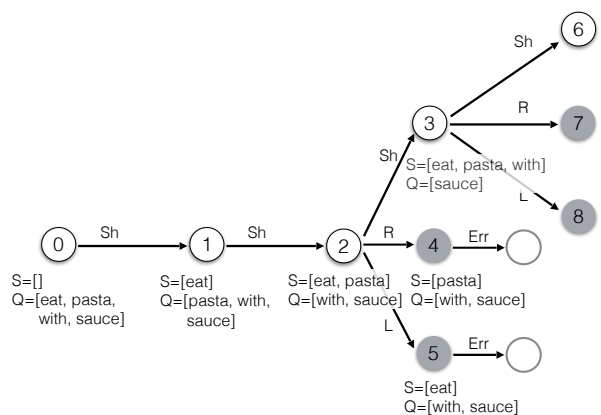 6
Sh
R
3
7
Sh
S=[eat, pasta, with]
Q=[sauce]
L
8
0
Sh
1
Sh
2
R
4
Err
S=[]
Q=[eat, pasta,
with, sauce]
S=[eat]
Q=[pasta, with,
sauce]
S=[eat, pasta]
Q=[with, sauce]
S=[pasta]
Q=[with, sauce]
L
5
Err
S=[eat]
Q=[with, sauce]